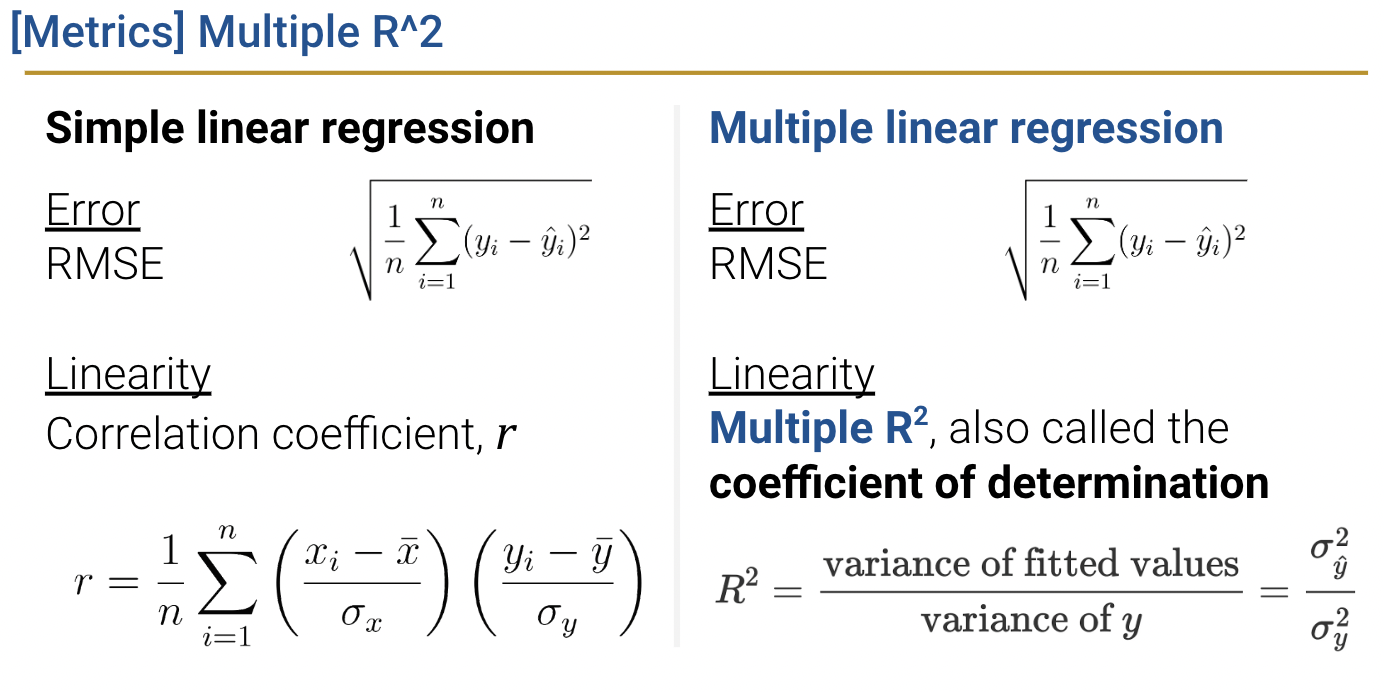 [Metrics] Multiple R^2
Simple linear regression
Error
RMSE
$\sqrt{\frac{1}{n}\sum_{i=1}^{n}(y_i - \hat{y}_i)^2}$
Linearity
Correlation coefficient, r
$r = \frac{1}{n}\sum_{i=1}^{n}\left(\frac{x_i - \bar{x}}{\sigma_x}\right)\left(\frac{y_i - \bar{y}}{\sigma_y}\right)$
Multiple linear regression
Error
RMSE
$\sqrt{\frac{1}{n}\sum_{i=1}^{n}(y_i - \hat{y}_i)^2}$
Linearity
Multiple R², also called the
coefficient of determination
$R^2 = \frac{\text{variance of fitted values}}{\text{variance of } y} = \frac{\sigma_{\hat{y}}^2}{\sigma_y^2}$